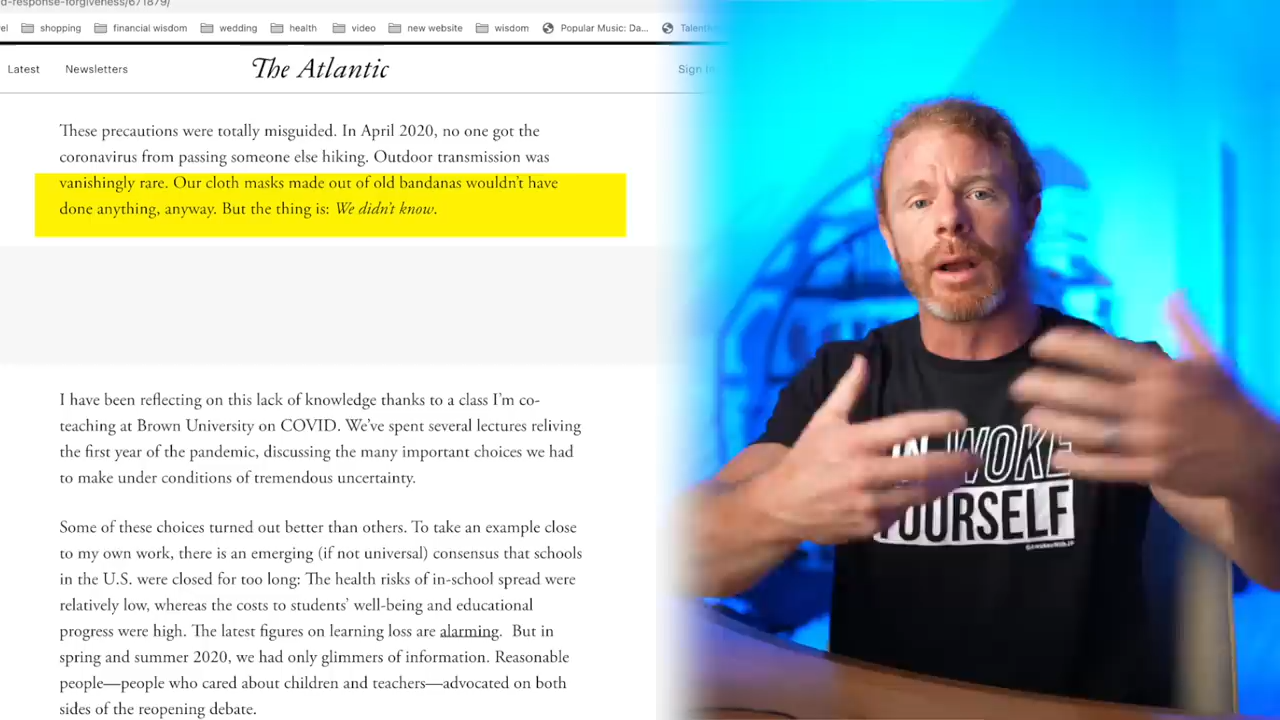 d-response-forgiveness/671879/
el shopping financial wisdom wedding health video new website wisdom Popular Music: Da... Talenth
Latest Newsletters The Atlantic Sign In
These precautions were totally misguided. In April 2020, no one got the
coronavirus from passing someone else hiking. Outdoor transmission was
vanishingly rare. Our cloth masks made out of old bandanas wouldn't have
done anything, anyway. But the thing is: We didn't know.
I have been reflecting on this lack of knowledge thanks to a class I'm co-
teaching at Brown University on COVID. We've spent several lectures reliving
the first year of the pandemic, discussing the many important choices we had
to make under conditions of tremendous uncertainty.
Some of these choices turned out better than others. To take an example close
to my own work, there is an emerging (if not universal) consensus that schools
in the U.S. were closed for too long: The health risks of in-school spread were
relatively low, whereas the costs to students' well-being and educational
progress were high. The latest figures on learning loss are alarming. But in
spring and summer 2020, we had only glimmers of information. Reasonable
people—people who cared about children and teachers—advocated on both
sides of the reopening debate.
WOKE
YOURSELF